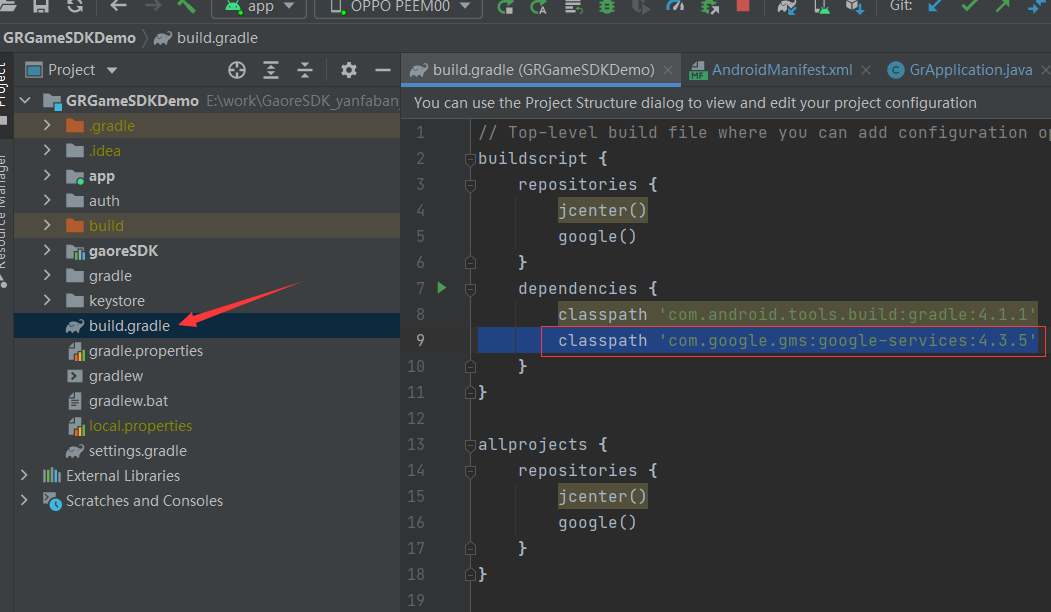 app
OPPO PEEM00
Git:
GRGameSDKDemo
build.gradle
Project
Resource Manager
Project
GRGameSDKDemo E:\work\GaoreSDK_yanfaban
.gradle
.idea
app
auth
build
gaoreSDK
gradle
keystore
build.gradle
gradle.properties
gradlew
gradlew.bat
local.properties
settings.gradle
External Libraries
Scratches and Consoles
build.gradle (GRGameSDKDemo)
MF
AndroidManifest.xml
C
GrApplication.java
You can use the Project Structure dialog to view and edit your project configuration
1 // Top-level build file where you can add configuration op
2 buildscript {
3 repositories {
4 jcenter()
5 google()
6 }
7 dependencies {
8 classpath 'com.android.tools.build:gradle:4.1.1'
9 classpath 'com.google.gms:google-services:4.3.5'
10 }
11 }
12
13 allprojects {
14 repositories {
15 jcenter()
16 google()
17 }
18 }
19